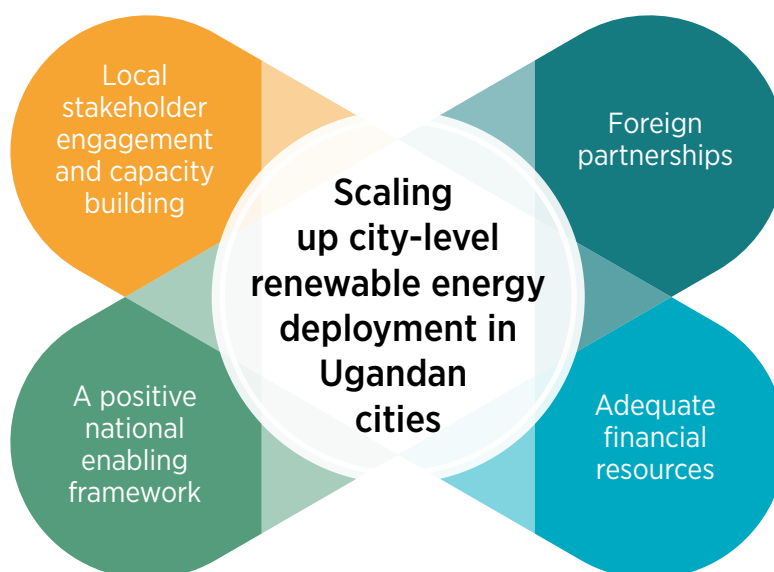 Local
stakeholder
engagement
and capacity
building
Foreign
partnerships
Scaling
up city-level
renewable energy
deployment in
Ugandan
cities
A positive
national
enabling
framework
Adequate
financial
resources